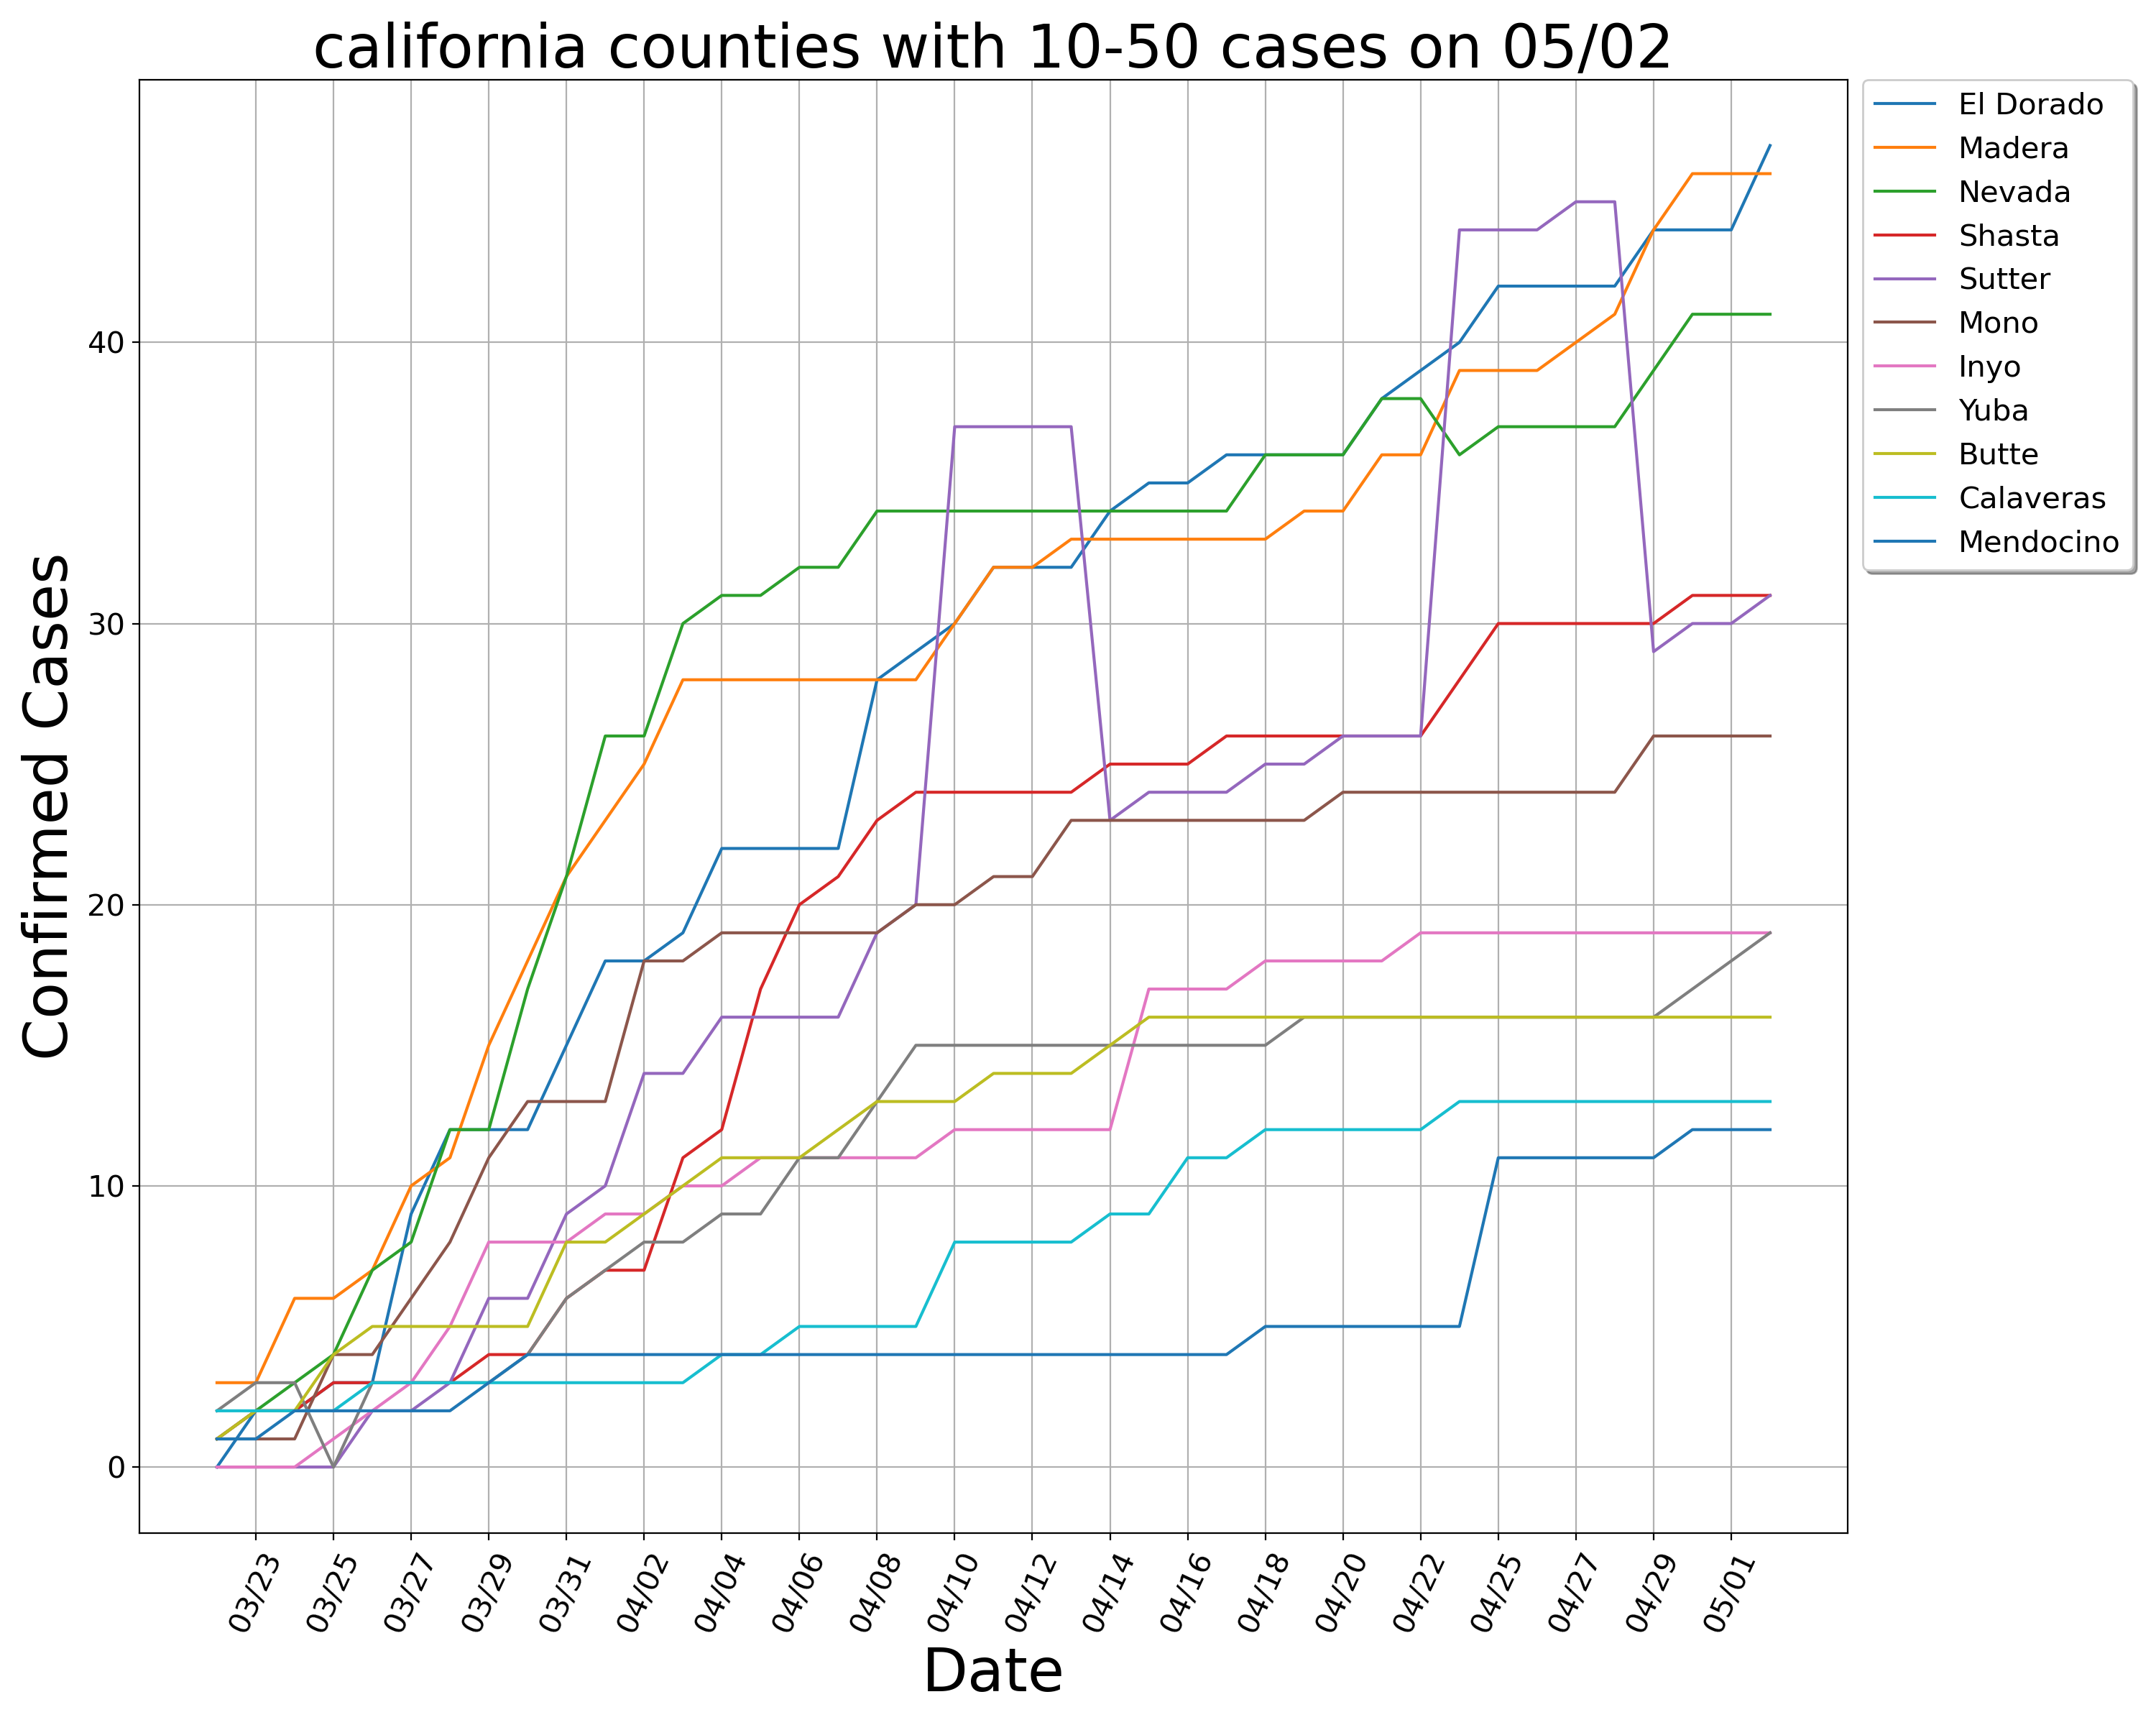 california counties with 10-50 cases on 05/02
El Dorado
Madera
Nevada
Shasta
Sutter
Mono
Inyo
Yuba
Butte
Calaveras
Mendocino
Confirmed Cases
40
30
20
10
0
03/23
03/25
03/27
03/29
03/31
04/02
04/04
04/06
04/08
04/10
04/12
04/14
04/16
04/18
04/20
04/22
04/25
04/27
04/29
05/01
Date